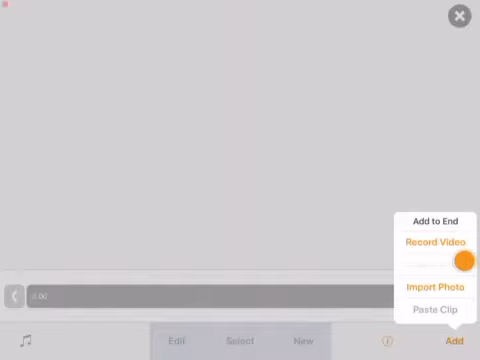 Add to End
Record Video
Import Photo
Paste Clip
Edit
Select
New
Add